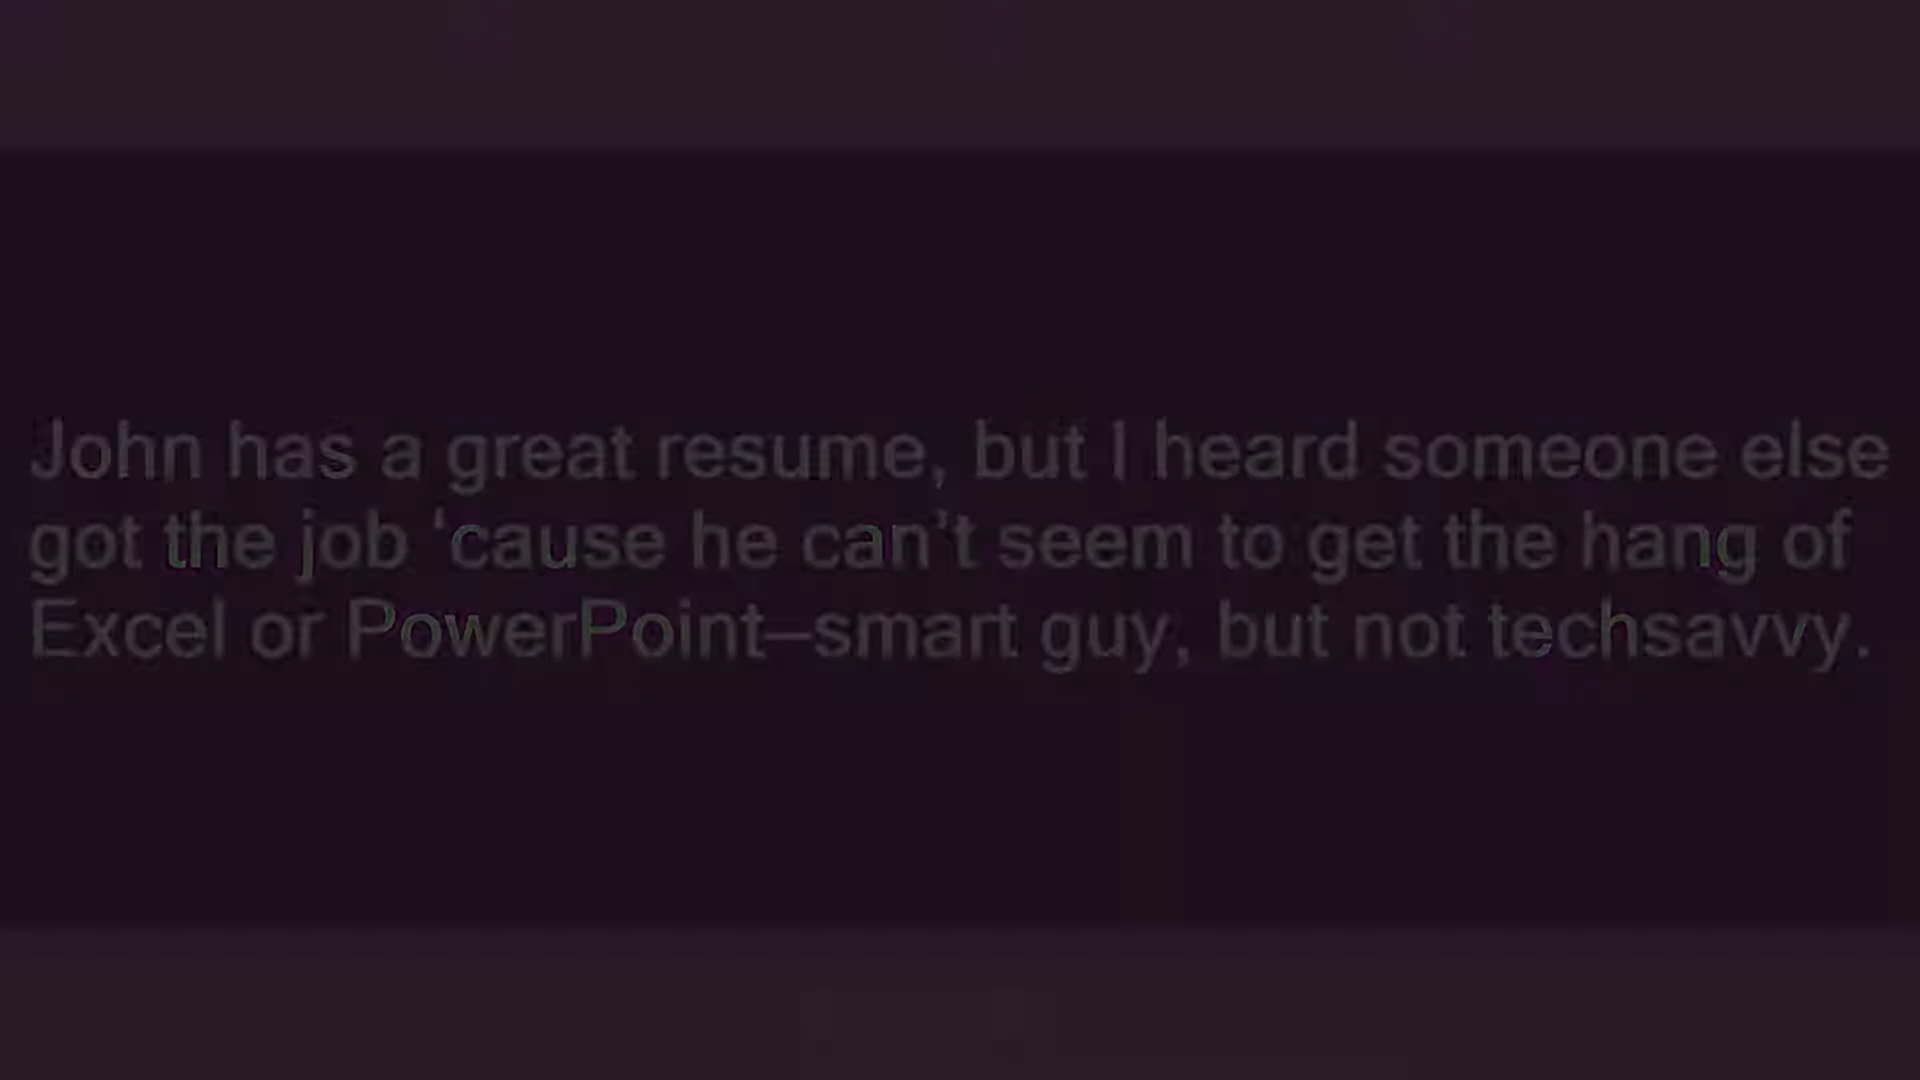 John has a great resume, but I heard someone else
got the job ‘cause he can’t seem to get the hang of
Excel or PowerPoint—smart guy, but not techsavvy.